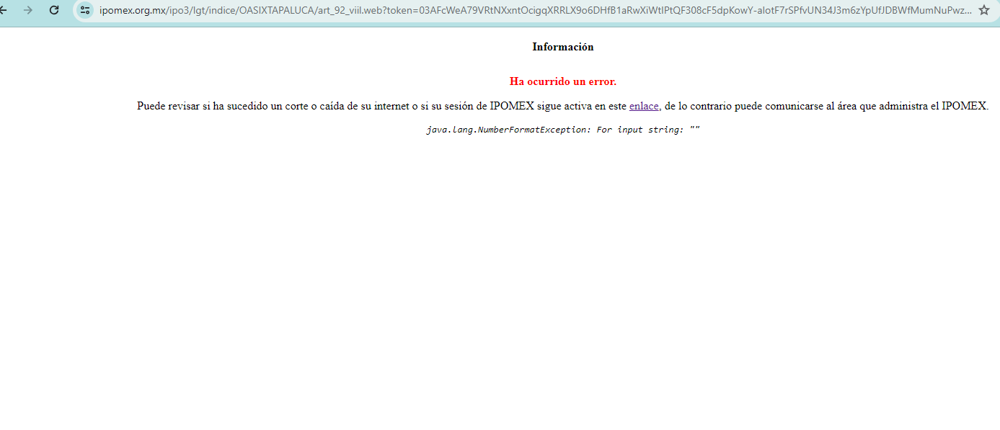 ipomex.org.mx/ipo3/lgt/indice/OASIXTAPALUCA/art_92_viiI.web?token=03AFcWeA79VRtNXxntOcigqXRRLX9o6DHfB1aRwXiWtIPtQF308cF5dpKowY-alotF7rSPfvUN34J3m6zYpUfJDBWfMumNuPwz...
Información
Ha ocurrido un error.
Puede revisar si ha sucedido un corte o caída de su internet o si su sesión de IPOMEX sigue activa en este enlace, de lo contrario puede comunicarse al área que administra el IPOMEX.
java.lang.NumberFormatException: For input string: ""